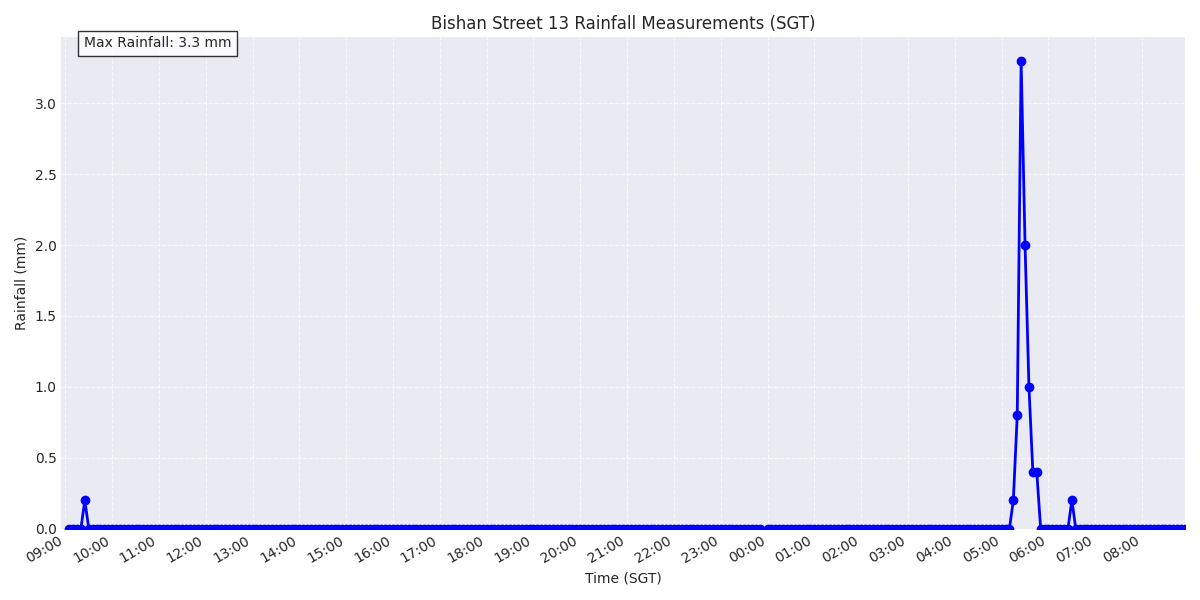 Bishan Street 13 Rainfall Measurements (SGT)
Max Rainfall: 3.3 mm
Rainfall (mm)
3.0
2.5
2.0
1.5
1.0
0.5
0.0
09:00 10:00 11:00 12:00 13:00 14:00 15:00 16:00 17:00 18:00 19:00 20:00 21:00 22:00 23:00 00:00 01:00 02:00 03:00 04:00 05:00 06:00 07:00 08:00
Time (SGT)